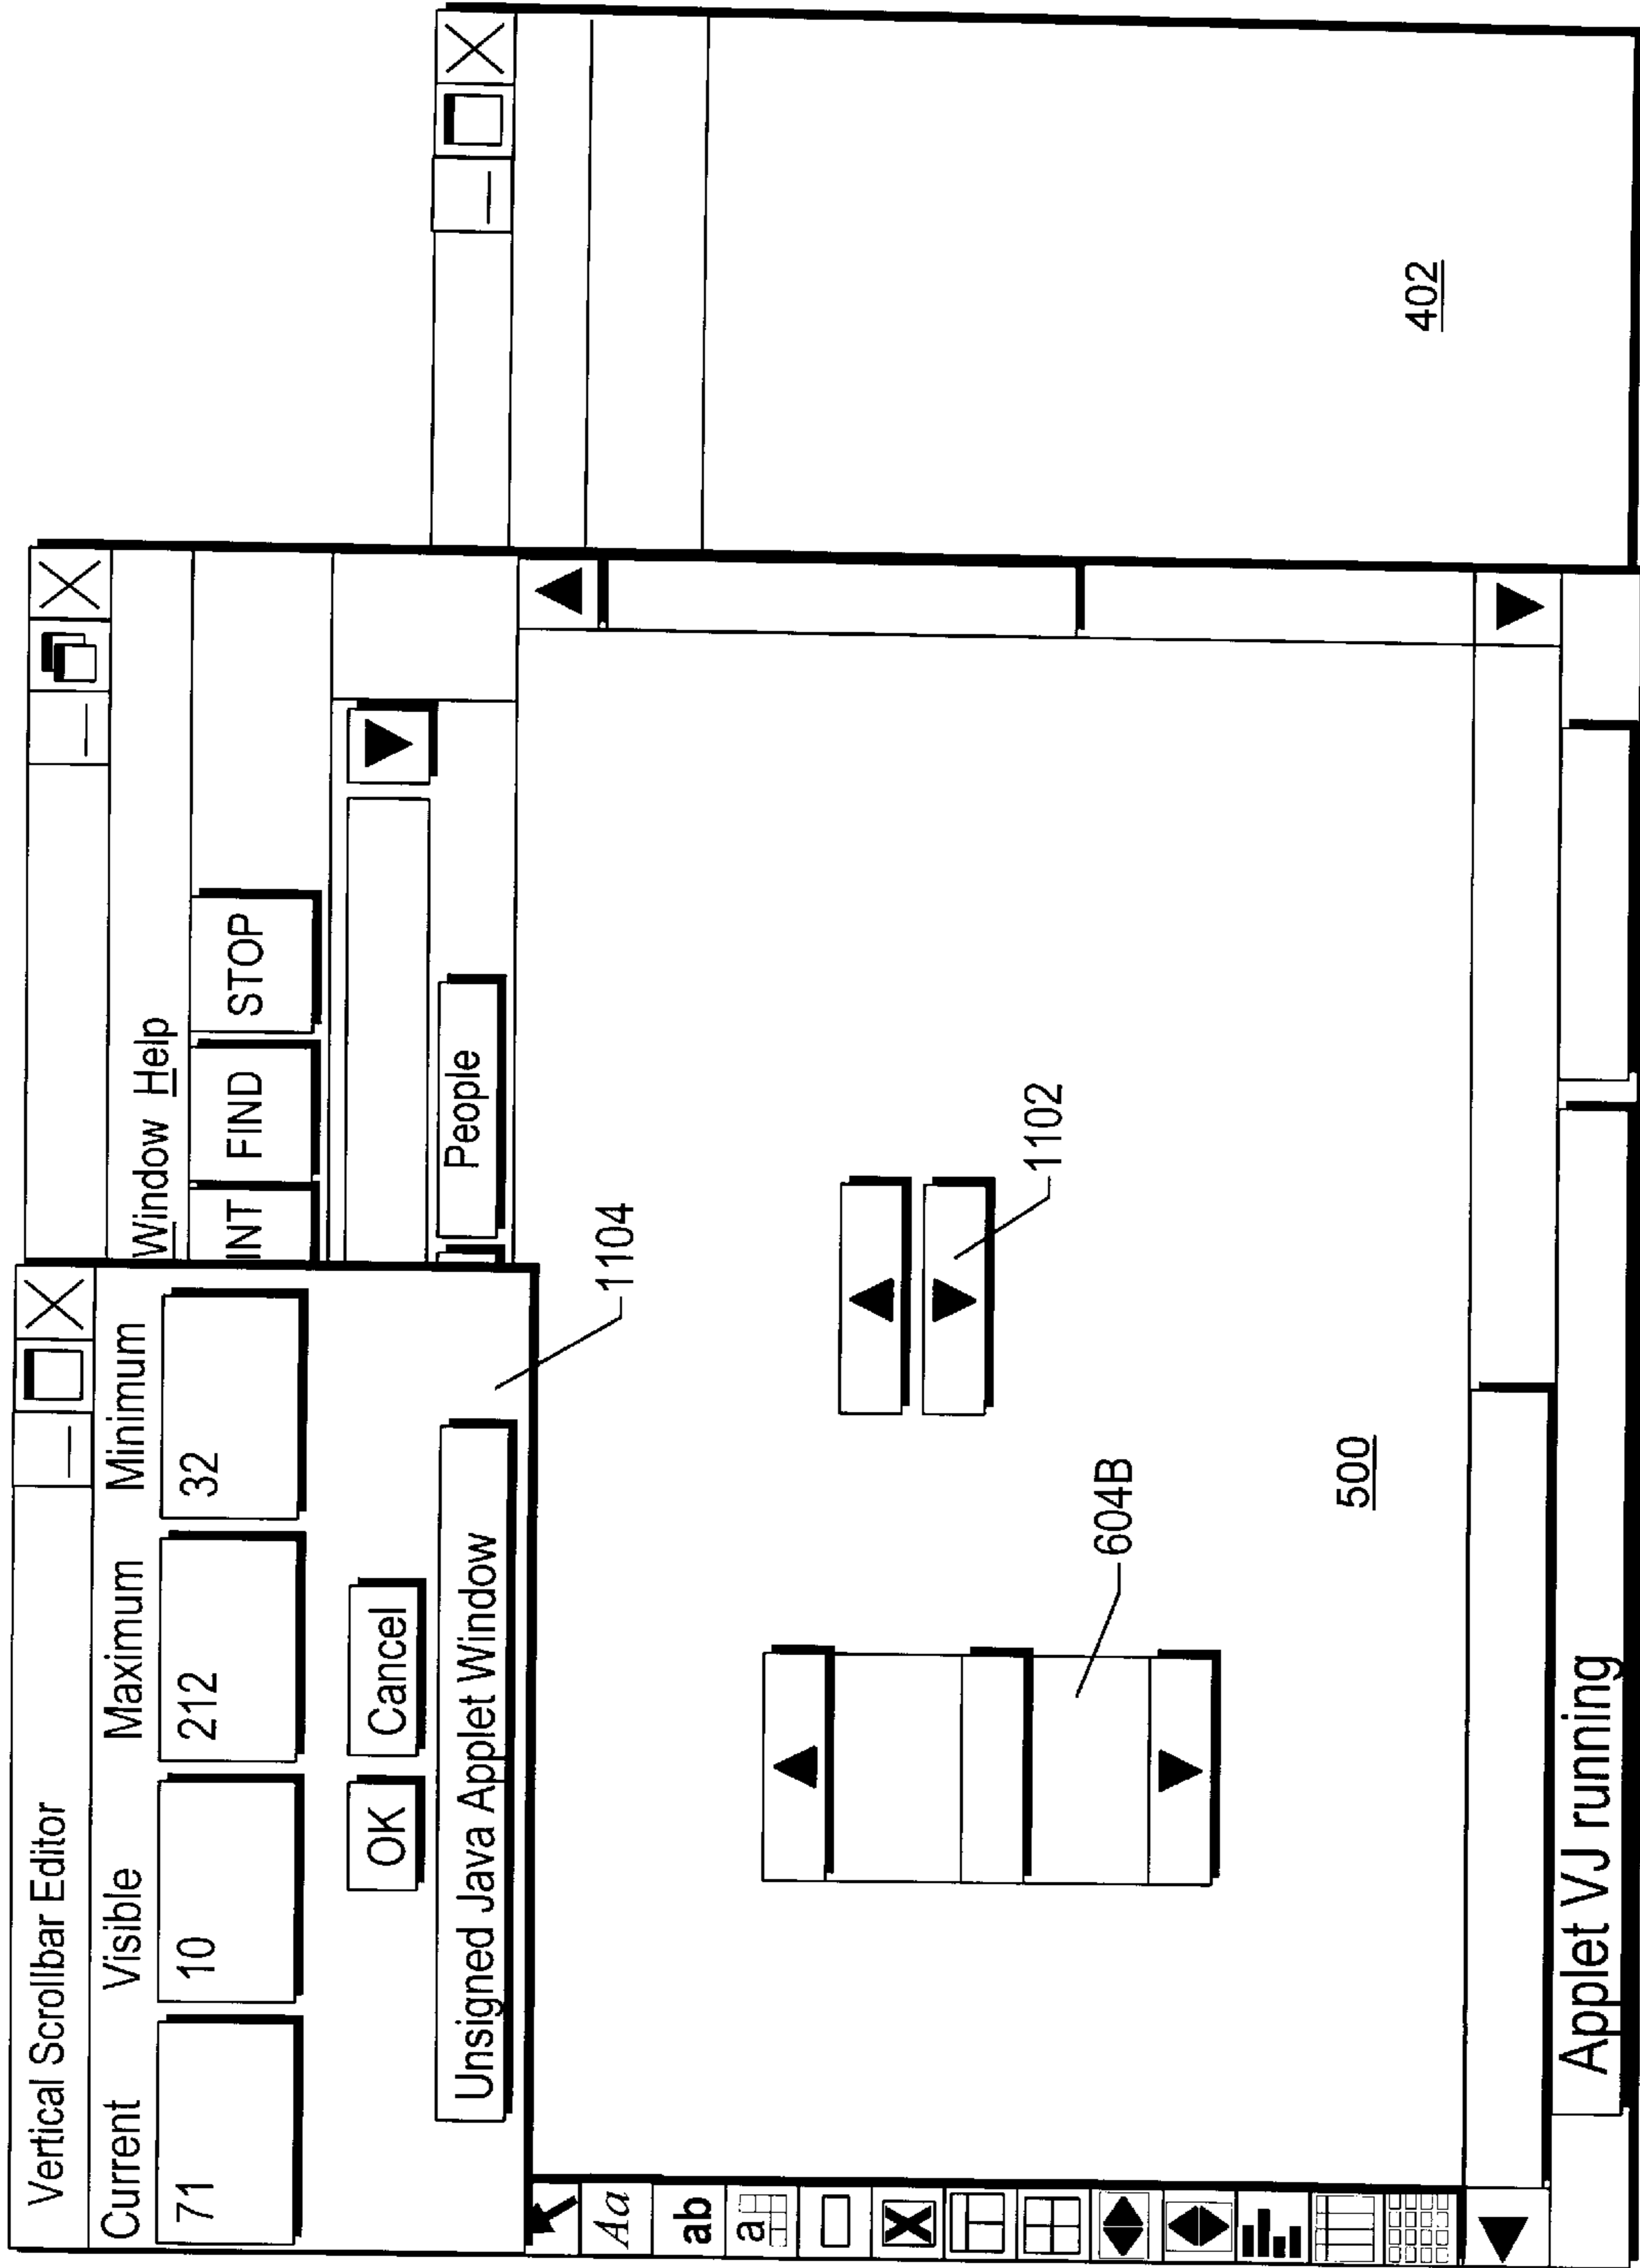 Vertical Scrollbar Editor
Current Visible Maximum Minimum
71 10 212 32
OK Cancel
Unsigned Java Applet Window
1104
Window Help
INT FIND STOP
People
Aa
ab
a
1102
604B
500
402
Applet VJ running